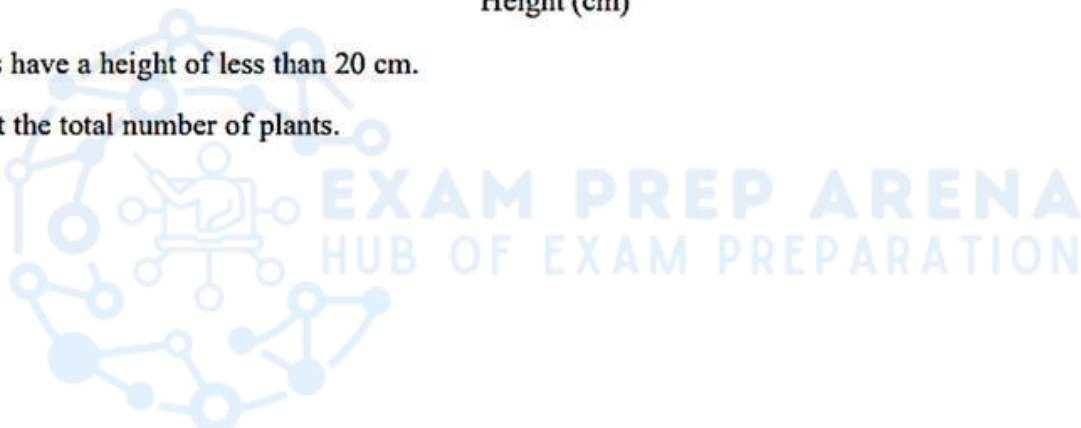 Height (cm)
have a height of less than 20 cm.
the total number of plants.
EXAM PREP ARENA
HUB OF EXAM PREPARATION